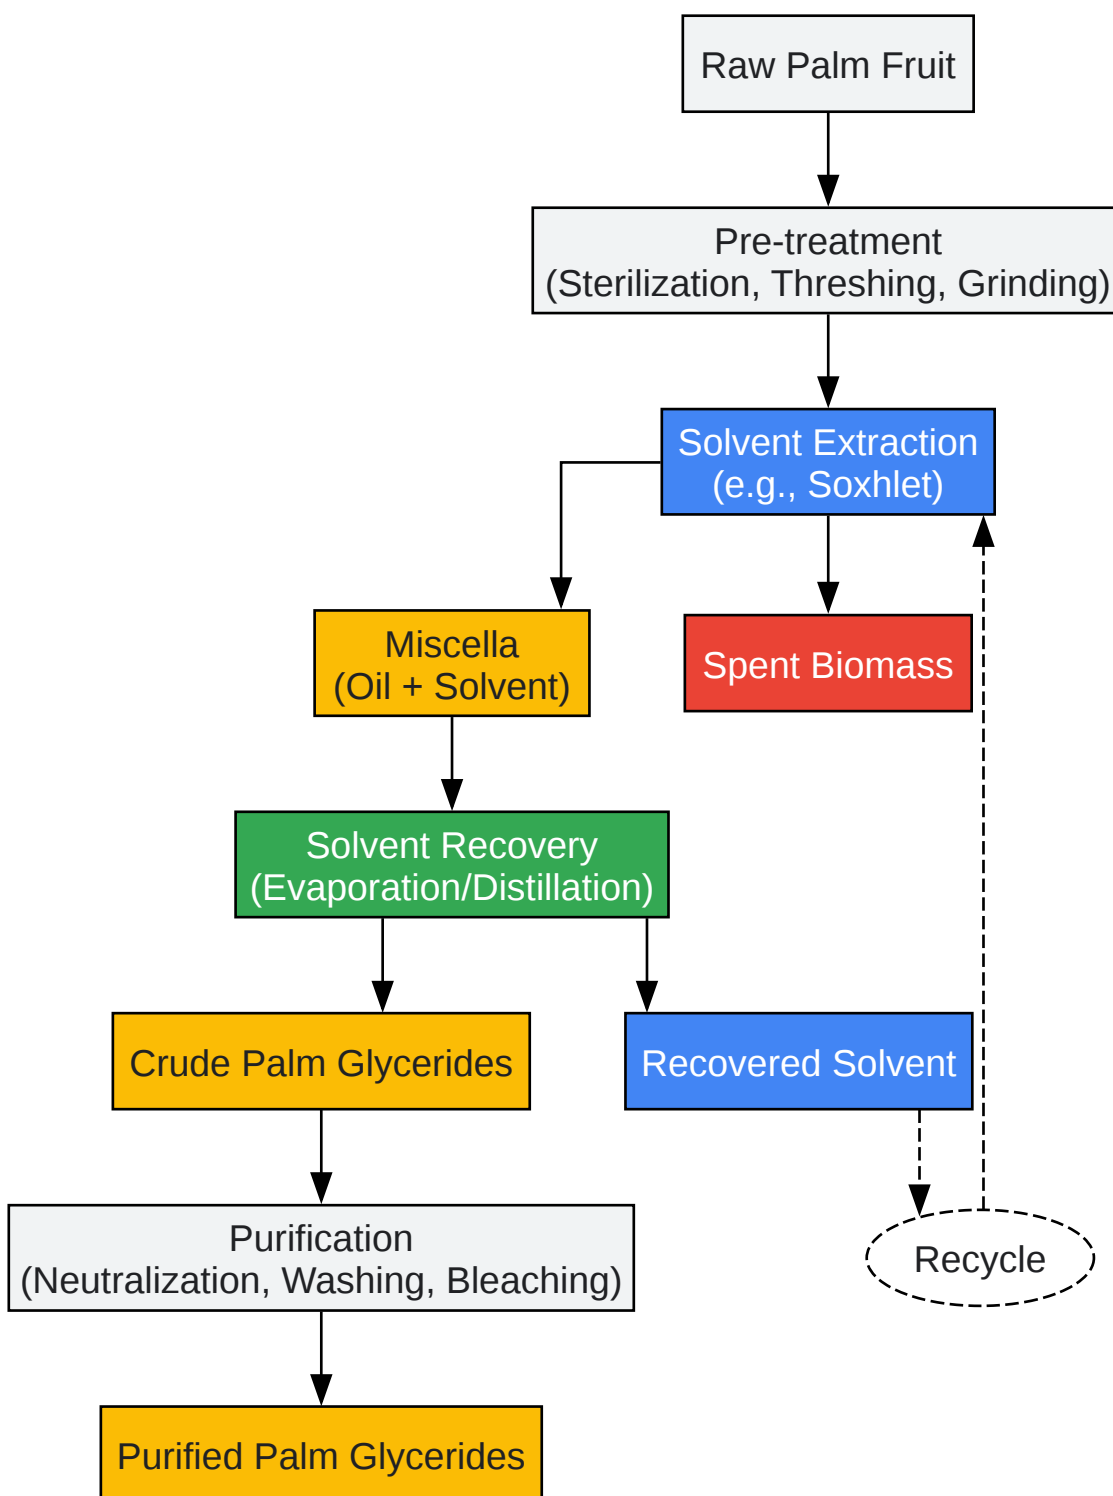 Raw Palm Fruit
Pre-treatment
(Sterilization, Threshing, Grinding)
Solvent Extraction
(e.g., Soxhlet)
Miscella
(Oil + Solvent)
Spent Biomass
Solvent Recovery
(Evaporation/Distillation)
Crude Palm Glycerides
Recovered Solvent
Purification
(Neutralization, Washing, Bleaching)
Recycle
Purified Palm Glycerides